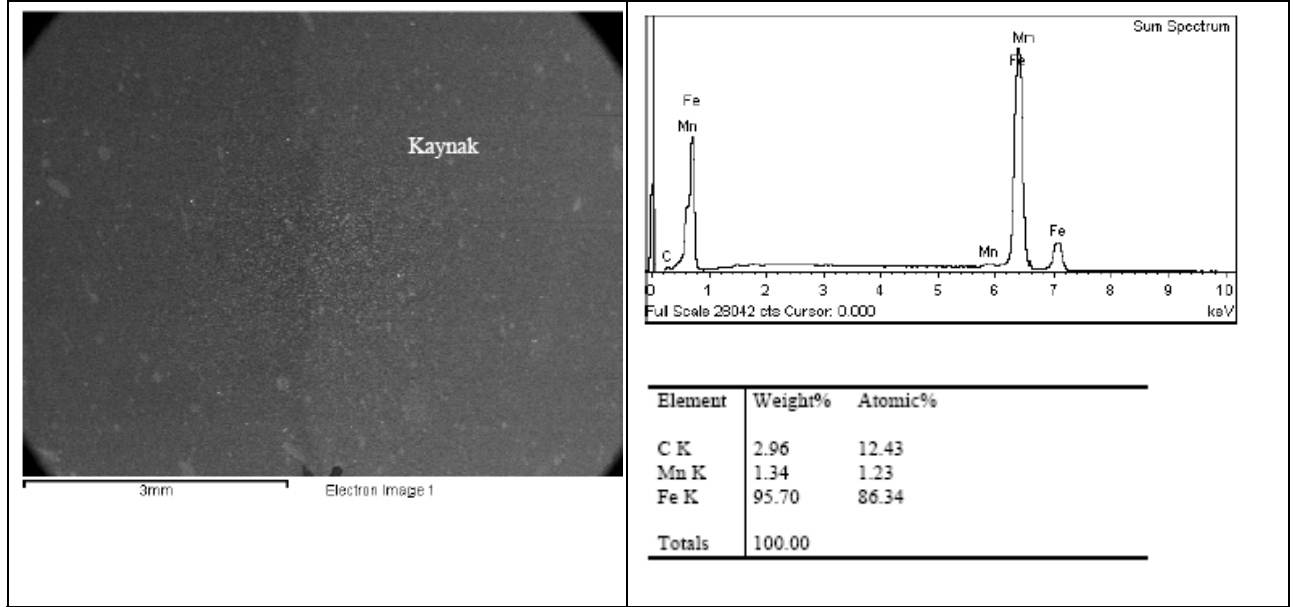 Kaynak
3mm
Electron Image 1
Sum Spectrum
Mn
Fe
Fe
Mn
C
Mn
Fe
0 1 2 3 4 5 6 7 8 9 10
Full Scale 28042 cts Cursor: 0.000 keV
Element Weight% Atomic%
C K 2.96 12.43
Mn K 1.34 1.23
Fe K 95.70 86.34
Totals 100.00